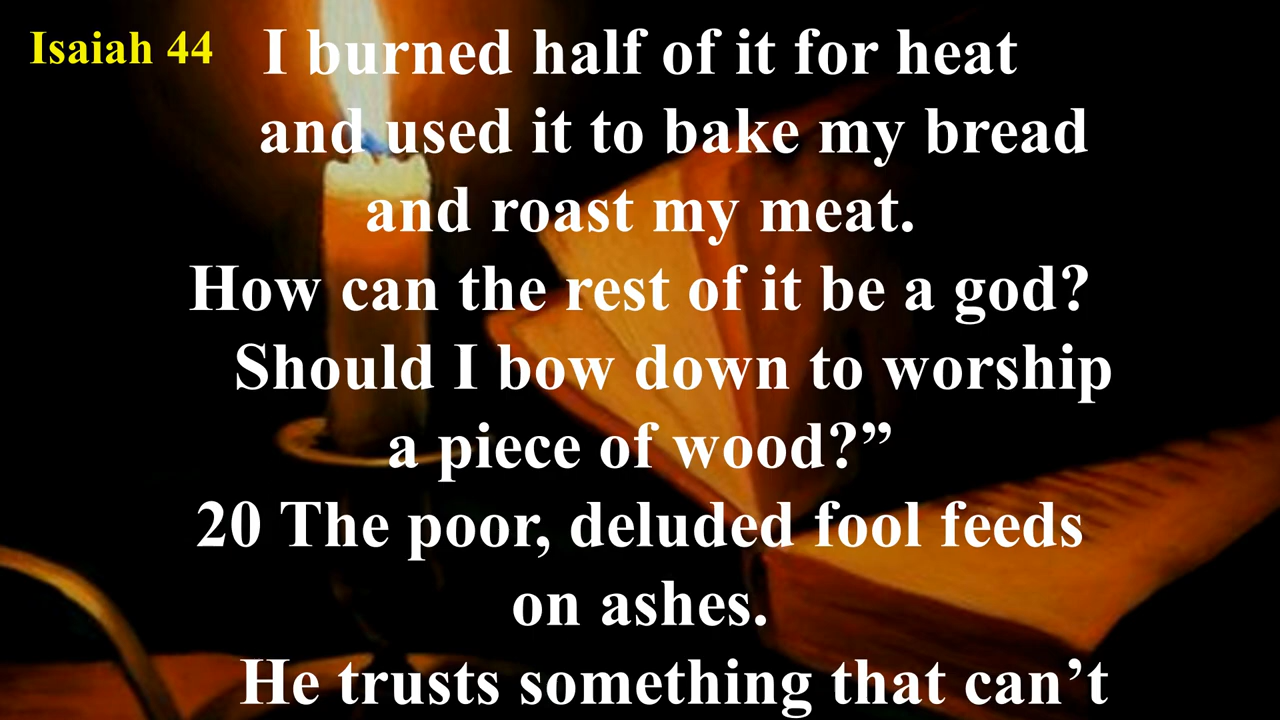 Isaiah 44
I burned half of it for heat
and used it to bake my bread
and roast my meat.
How can the rest of it be a god?
Should I bow down to worship
a piece of wood?”
20 The poor, deluded fool feeds
on ashes.
He trusts something that can’t